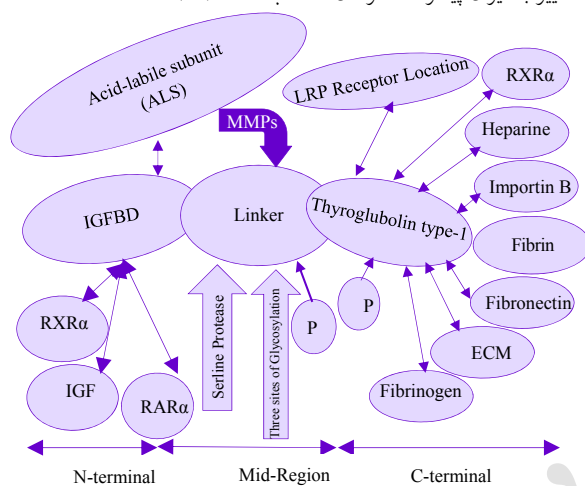 Acid-labile subunit
(ALS)
LRP Receptor Location
RXRα
MMPs
Heparine
Importin B
IGFBD
Linker
Thyroglubolin type-1
Fibrin
Fibronectin
RXRα
P
P
ECM
IGF
RARα
Fibrinogen
Serline Protease
Three sites of Glycosylation
N-terminal
Mid-Region
C-terminal